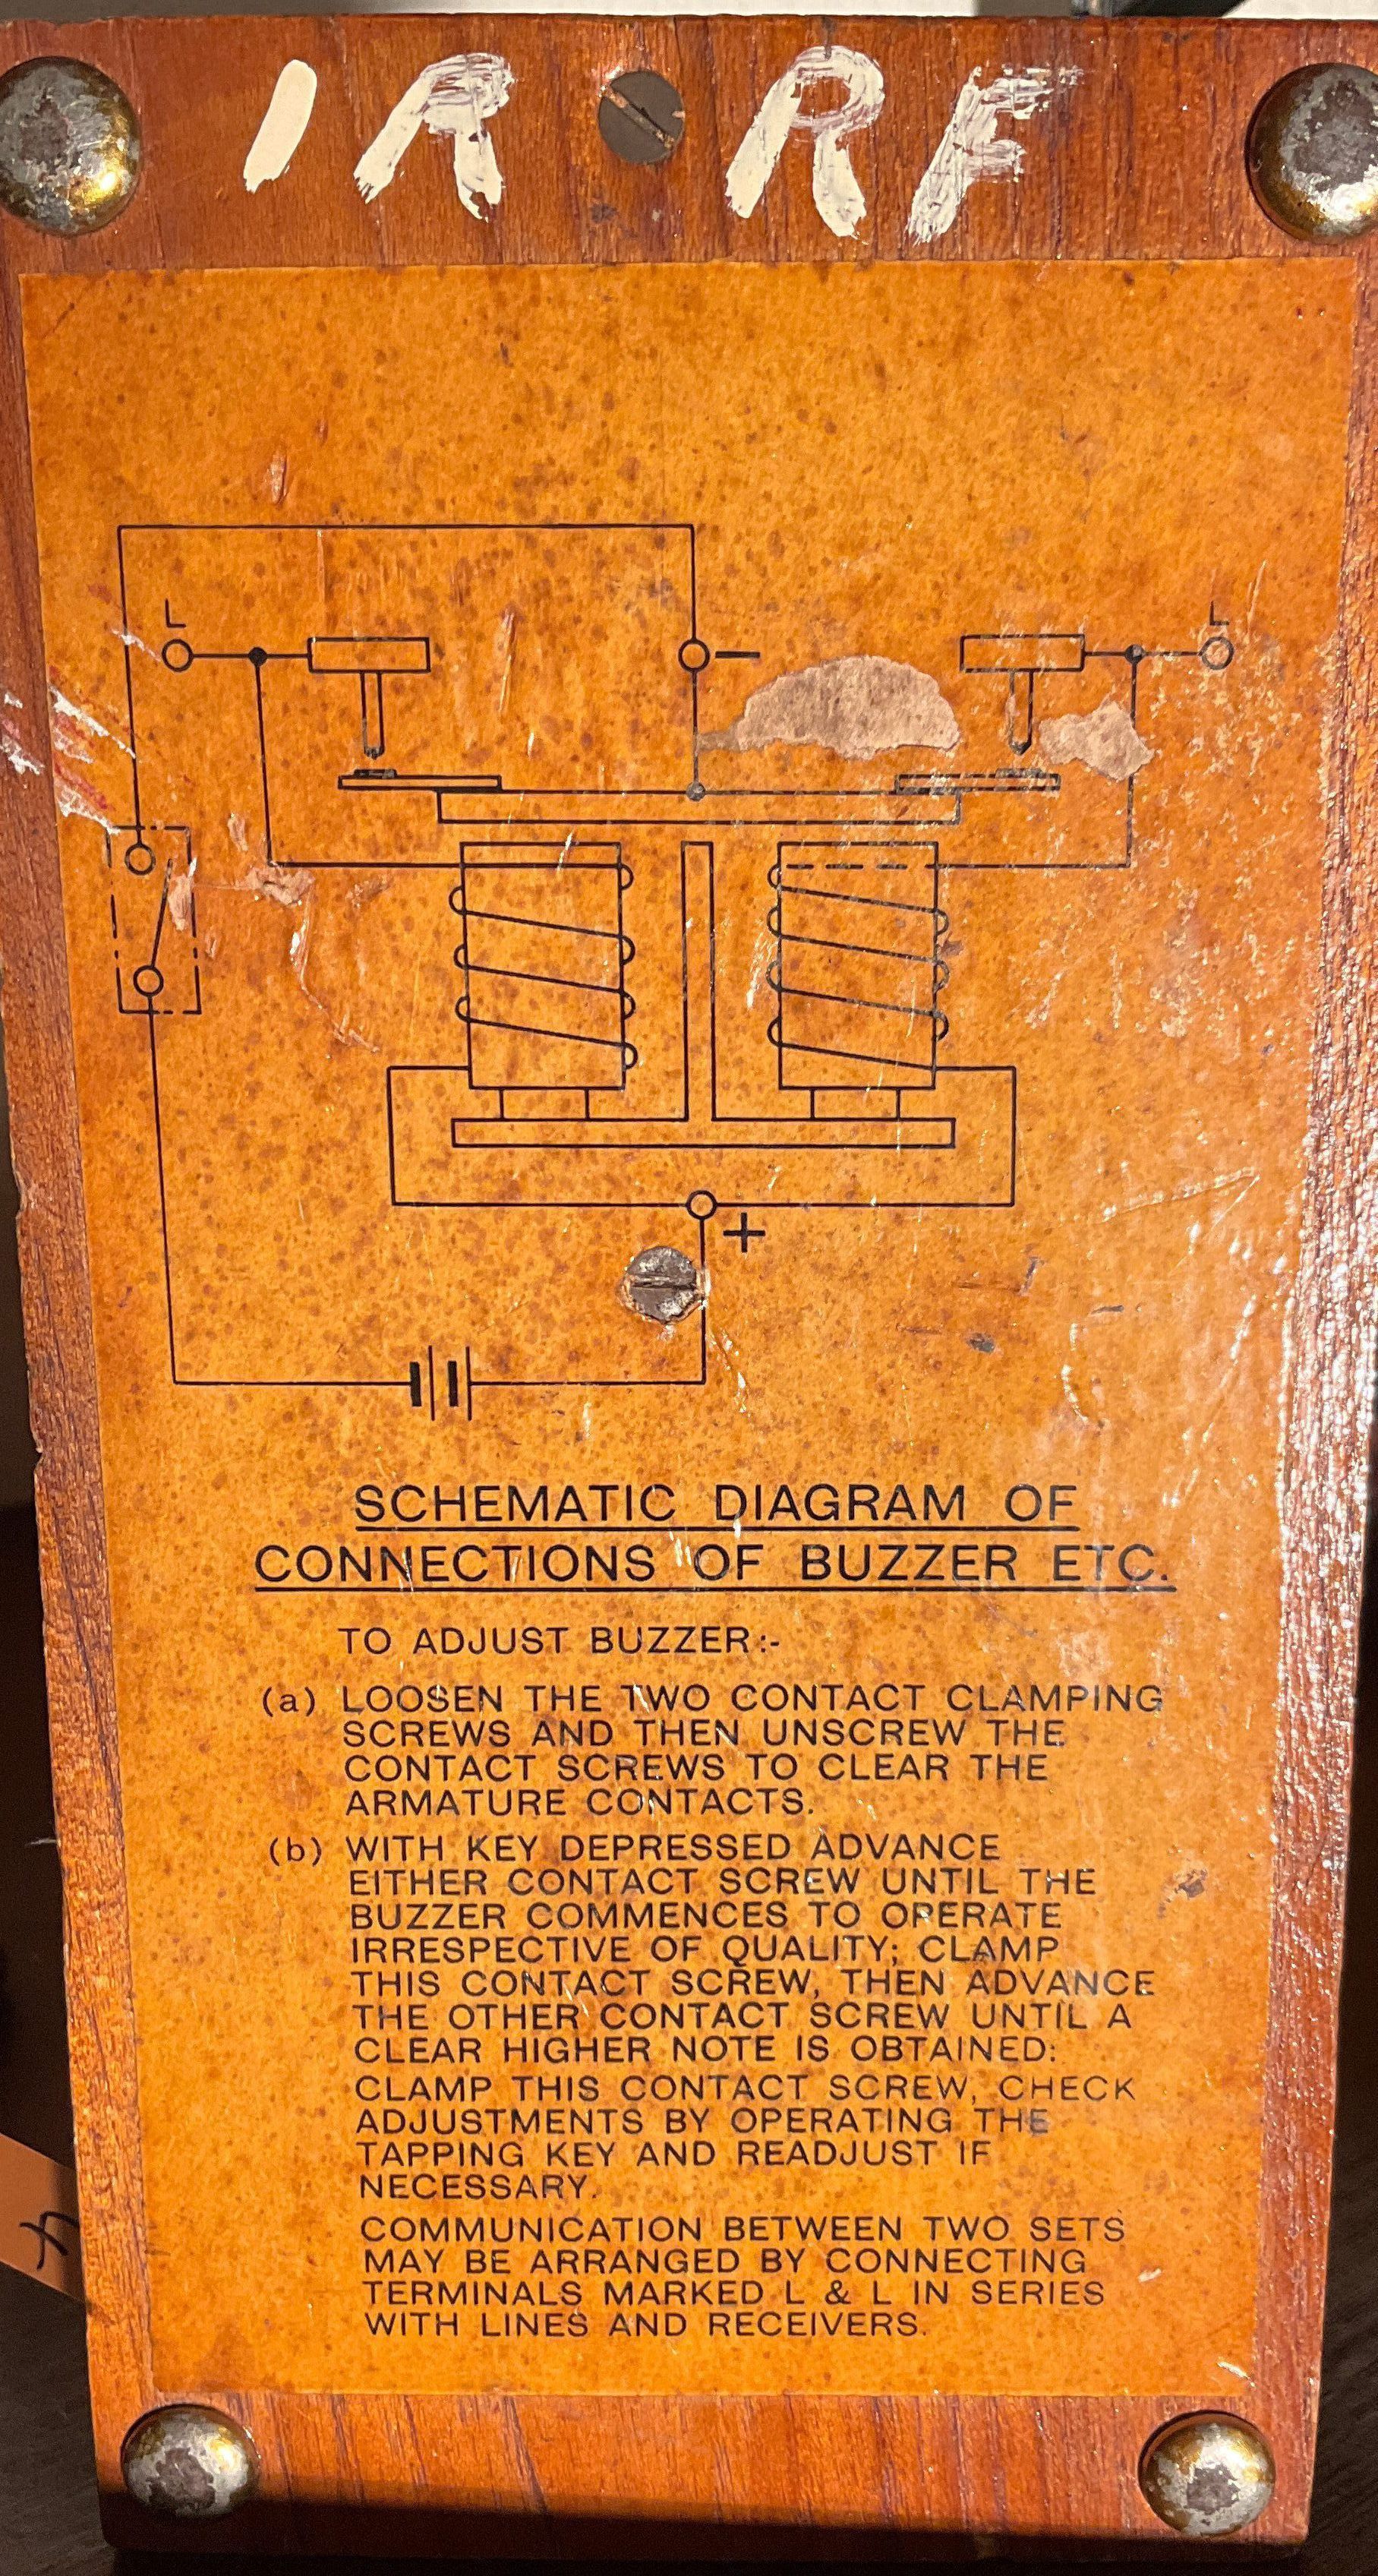 IR RF
L
L
−
+
SCHEMATIC DIAGRAM OF
CONNECTIONS OF BUZZER ETC.
TO ADJUST BUZZER:-
(a) LOOSEN THE TWO CONTACT CLAMPING
SCREWS AND THEN UNSCREW THE
CONTACT SCREWS TO CLEAR THE
ARMATURE CONTACTS.
(b) WITH KEY DEPRESSED ADVANCE
EITHER CONTACT SCREW UNTIL THE
BUZZER COMMENCES TO OPERATE
IRRESPECTIVE OF QUALITY; CLAMP
THIS CONTACT SCREW, THEN ADVANCE
THE OTHER CONTACT SCREW UNTIL A
CLEAR HIGHER NOTE IS OBTAINED:
CLAMP THIS CONTACT SCREW, CHECK
ADJUSTMENTS BY OPERATING THE
TAPPING KEY AND READJUST IF
NECESSARY.
COMMUNICATION BETWEEN TWO SETS
MAY BE ARRANGED BY CONNECTING
TERMINALS MARKED L & L IN SERIES
WITH LINES AND RECEIVERS.